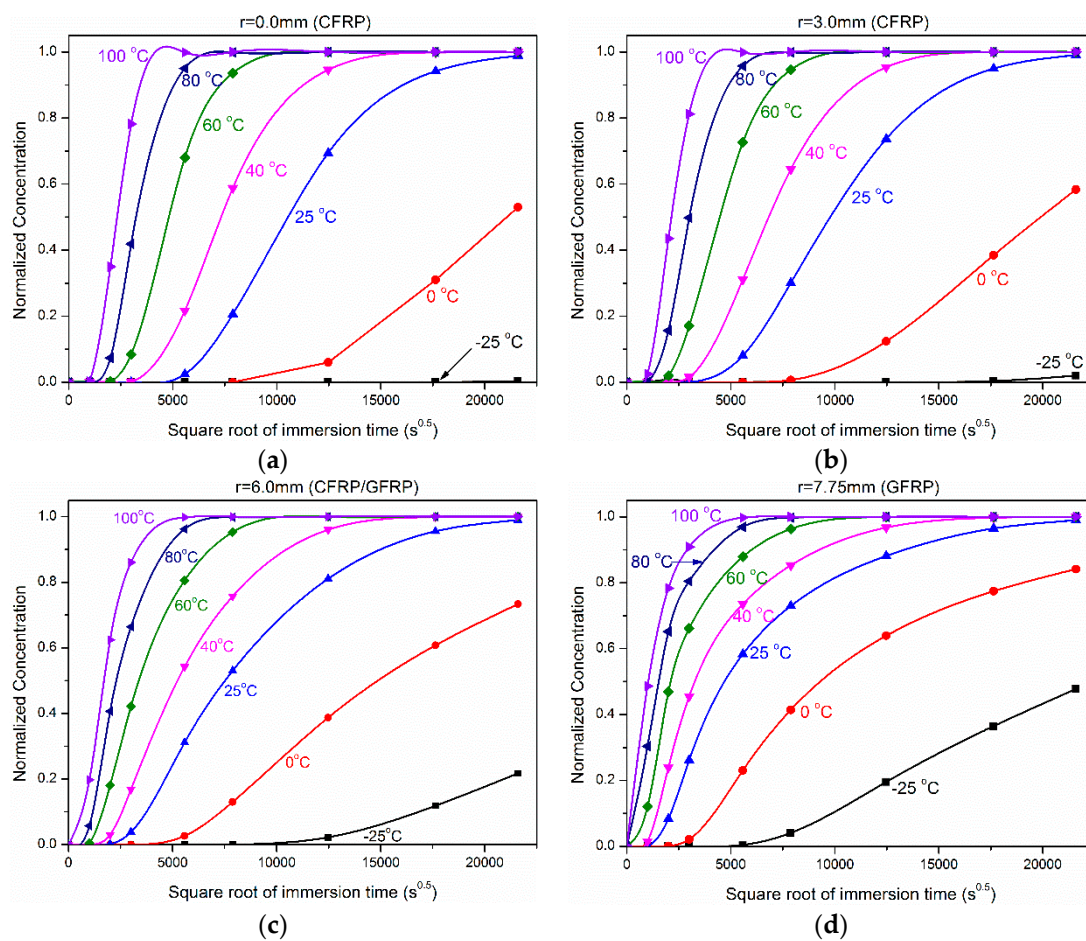 r=0.0mm (CFRP)
Normalized Concentration
1.0
0.8
0.6
0.4
0.2
0.0
100 °C
80 °C
60 °C
40 °C
25 °C
0 °C
-25 °C
0 5000 10000 15000 20000
Square root of immersion time (s^0.5)
(a)
r=3.0mm (CFRP)
Normalized Concentration
1.0
0.8
0.6
0.4
0.2
0.0
100 °C
80 °C
60 °C
40 °C
25 °C
0 °C
-25 °C
0 5000 10000 15000 20000
Square root of immersion time (s^0.5)
(b)
r=6.0mm (CFRP/GFRP)
Normalized Concentration
1.0
0.8
0.6
0.4
0.2
0.0
100°C
80°C
60°C
40°C
25°C
0°C
-25°C
0 5000 10000 15000 20000
Square root of immersion time (s^0.5)
(c)
r=7.75mm (GFRP)
Normalized Concentration
1.0
0.8
0.6
0.4
0.2
0.0
100 °C
80 °C
60 °C
40 °C
25 °C
0 °C
-25 °C
0 5000 10000 15000 20000
Square root of immersion time (s^0.5)
(d)